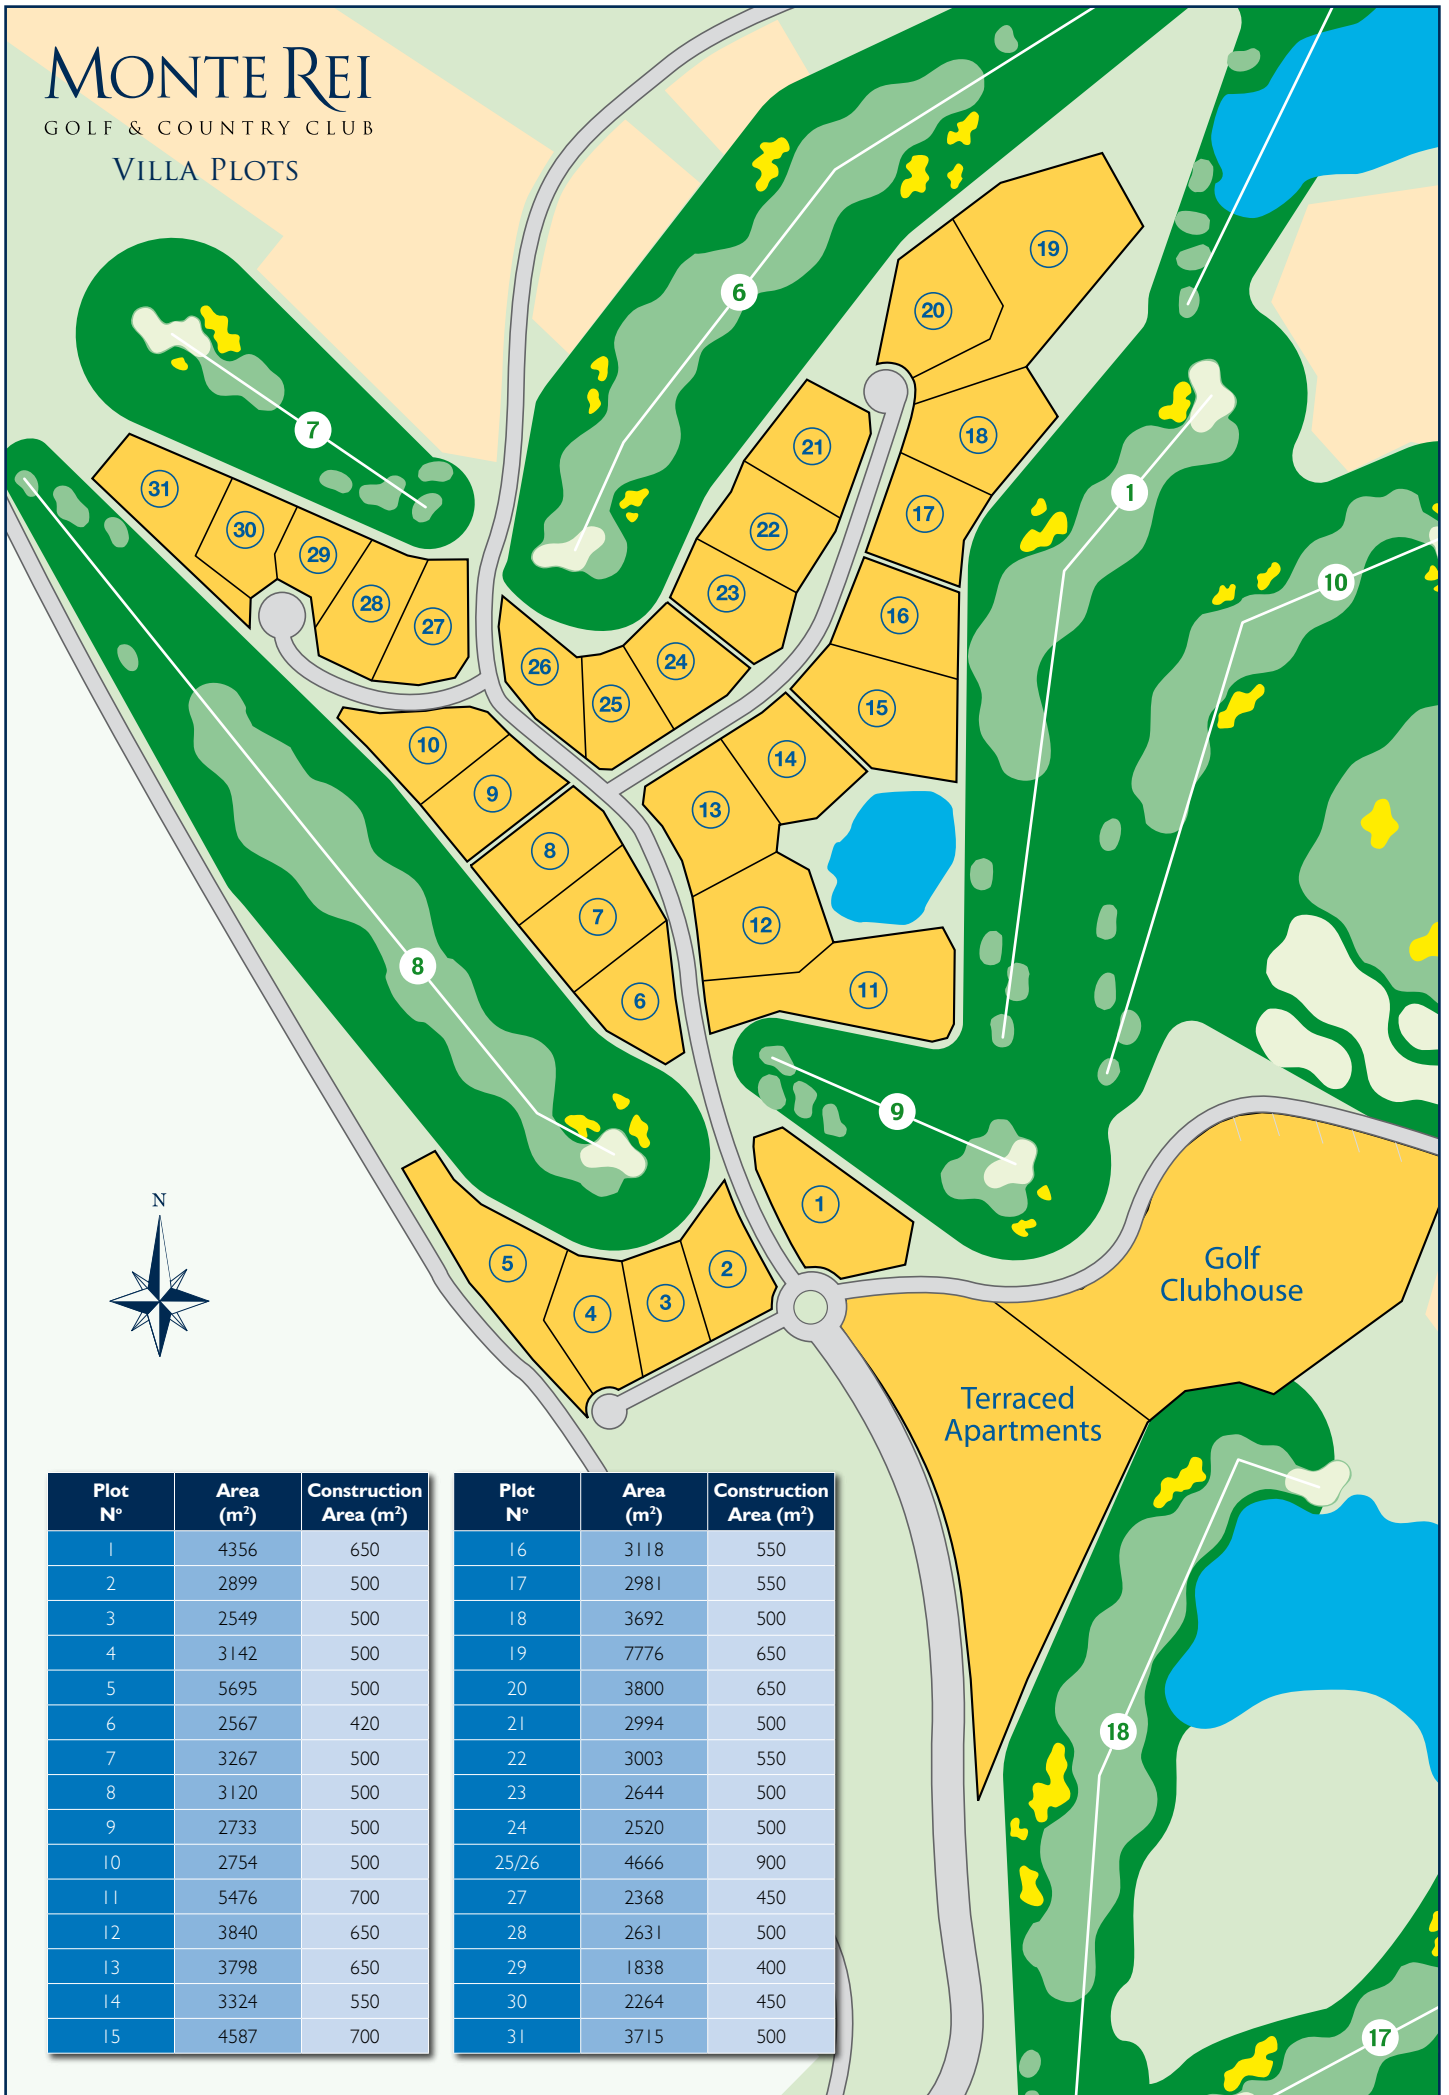 MONTE REI
GOLF & COUNTRY CLUB
VILLA PLOTS
19
20
6
7
21
18
31
1
30
22
17
29
10
28
23
16
27
26
24
25
15
10
14
9
13
8
7
12
8
11
6
9
1
N
Golf
Clubhouse
5
2
3
4
Terraced
Apartments
Plot Nº Area (m²) Construction Area (m²)
1 4356 650
2 2899 500
3 2549 500
4 3142 500
5 5695 500
6 2567 420
7 3267 500
8 3120 500
9 2733 500
10 2754 500
11 5476 700
12 3840 650
13 3798 650
14 3324 550
15 4587 700
Plot Nº Area (m²) Construction Area (m²)
16 3118 550
17 2981 550
18 3692 500
19 7776 650
20 3800 650
21 2994 500
22 3003 550
23 2644 500
24 2520 500
25/26 4666 900
27 2368 450
28 2631 500
29 1838 400
30 2264 450
31 3715 500
18
17